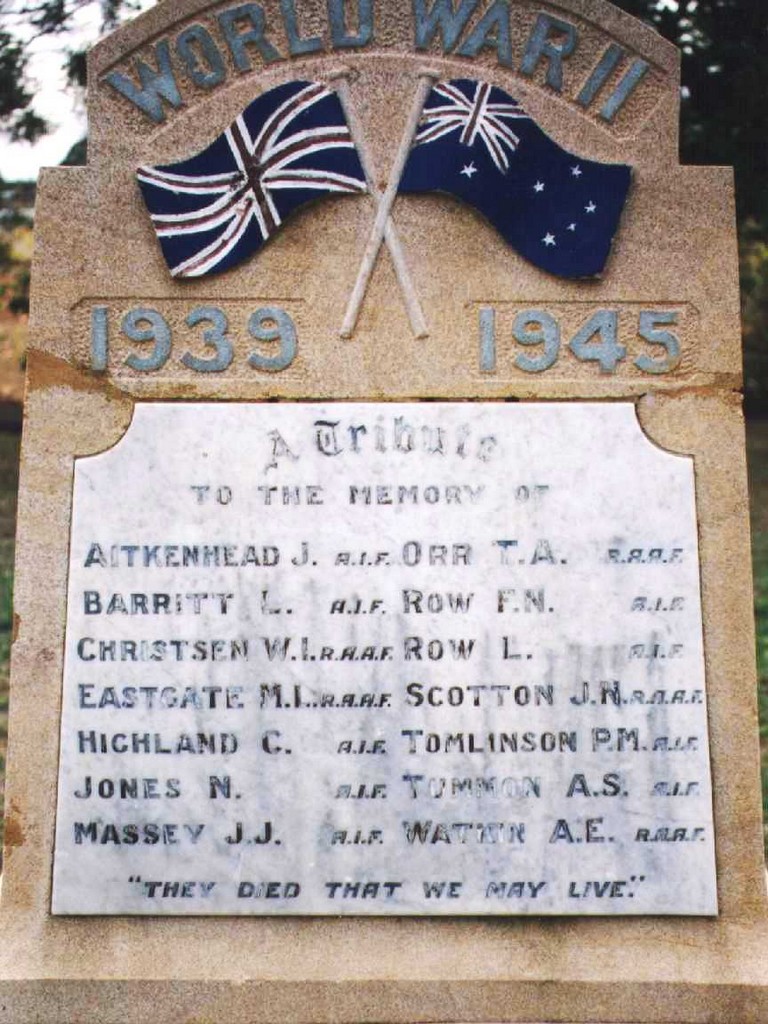 WORLD WAR II
1939 1945
A Tribute
TO THE MEMORY OF
AITKENHEAD J. A.I.F. ORR T.A. R.A.A.F.
BARRITT L. A.I.F. ROW F.N. A.I.F.
CHRISTSEN W.I. R.A.A.F. ROW L. A.I.F.
EASTGATE M.L. R.A.A.F. SCOTTON J.N. R.A.A.F.
HIGHLAND C. A.I.F. TOMLINSON P.M. A.I.F.
JONES N. A.I.F. TUMMON A.S. A.I.F.
MASSEY J.J. A.I.F. WATKIN A.E. R.A.A.F.
"THEY DIED THAT WE MAY LIVE."